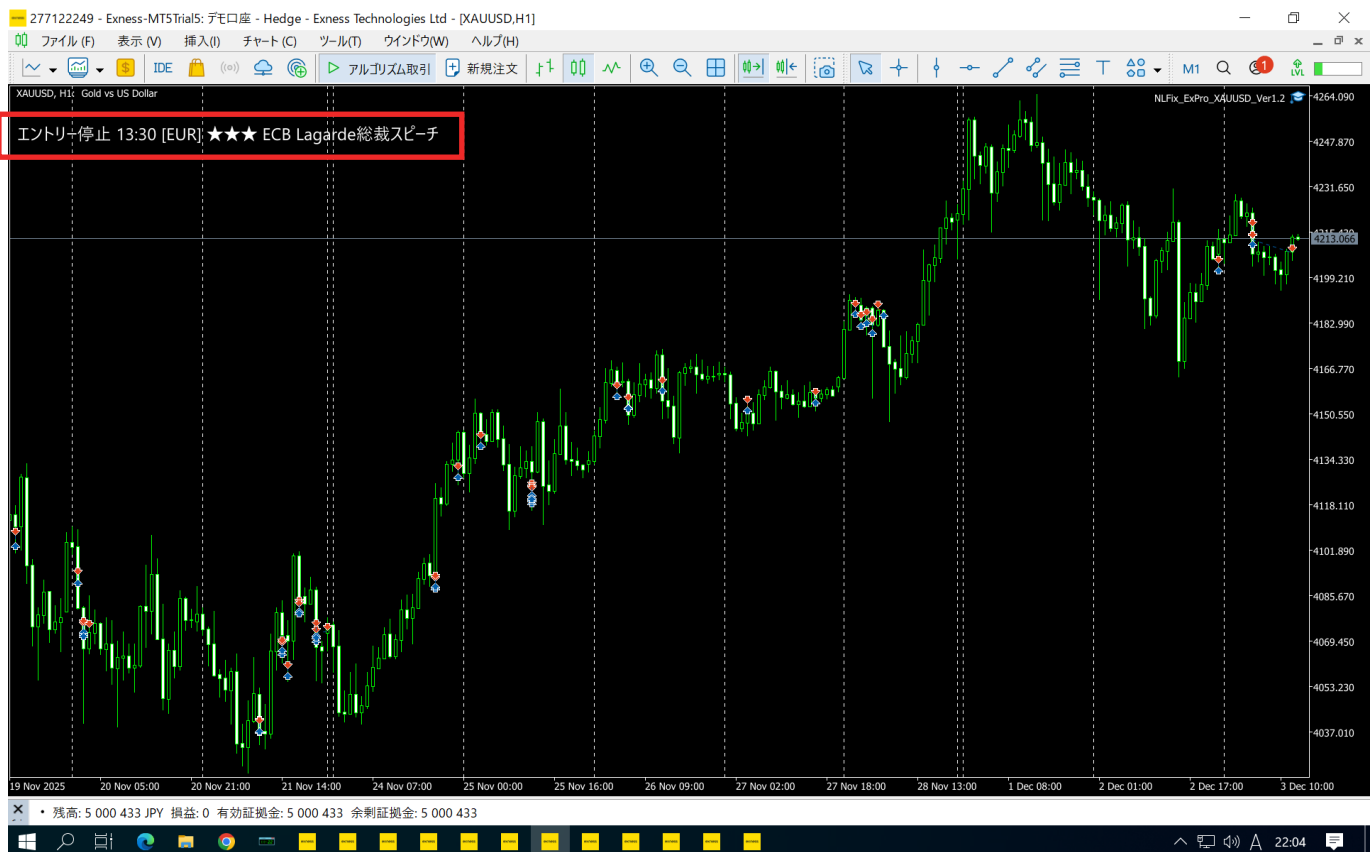 277122249 - Exness-MT5Trial5: デモ口座 - Hedge - Exness Technologies Ltd - [XAUUSD,H1]
ファイル (F) 表示 (V) 挿入(I) チャート (C) ツール(T) ウインドウ(W) ヘルプ(H)
IDE アルゴリズム取引 新規注文 M1 1 LVL
XAUUSD, H1: Gold vs US Dollar
NLFix_ExPro_XAUUSD_Ver1.2
エントリー停止 13:30 [EUR] ★★★ ECB Lagarde総裁スピーチ
4264.090
4247.870
4231.650
4213.066
4199.210
4182.990
4166.770
4150.550
4134.330
4118.110
4101.890
4085.670
4069.450
4053.230
4037.010
19 Nov 2025 20 Nov 05:00 20 Nov 21:00 21 Nov 14:00 24 Nov 07:00 25 Nov 00:00 25 Nov 16:00 26 Nov 09:00 27 Nov 02:00 27 Nov 18:00 28 Nov 13:00 1 Dec 08:00 2 Dec 01:00 2 Dec 17:00 3 Dec 10:00
• 残高: 5 000 433 JPY 損益: 0 有効証拠金: 5 000 433 余剰証拠金: 5 000 433
A 22:04